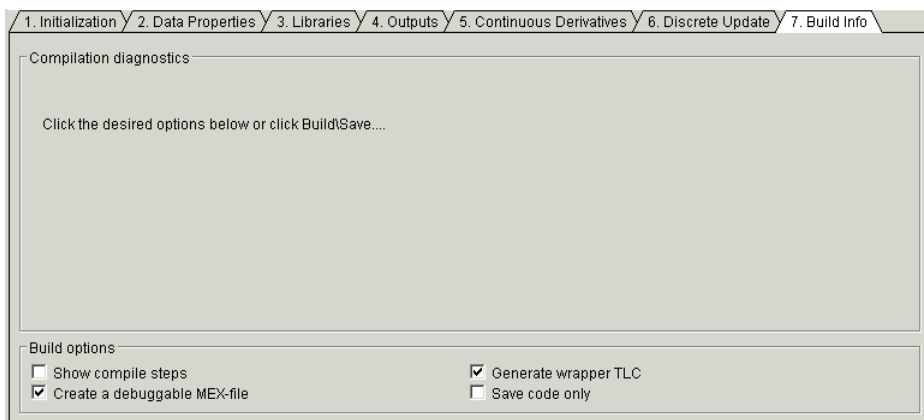 1. Initialization 2. Data Properties 3. Libraries 4. Outputs 5. Continuous Derivatives 6. Discrete Update 7. Build Info
Compilation diagnostics
Click the desired options below or click Build\Save....
Build options
Show compile steps Generate wrapper TLC
Create a debuggable MEX-file Save code only